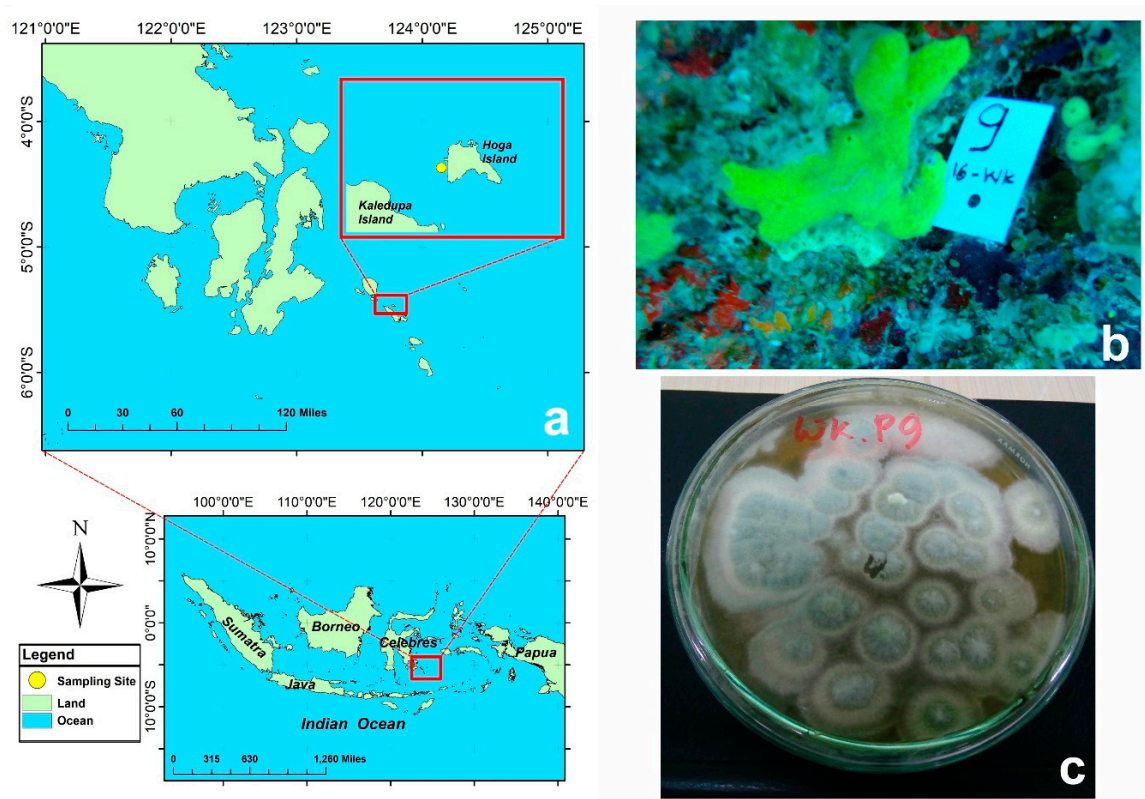 121°0'0"E 122°0'0"E 123°0'0"E 124°0'0"E 125°0'0"E
4°0'0"S
5°0'0"S
6°0'0"S
Hoga
Island
Kaledupa
Island
0 30 60 120 Miles
a
100°0'0"E 110°0'0"E 120°0'0"E 130°0'0"E 140°0'0"E
10°0'0"N
0°0'0"N
10°0'0"S
N
Sumatra
Borneo
Celebres
Papua
Java
Indian Ocean
0 315 630 1,260 Miles
Legend
Sampling Site
Land
Ocean
9
16-WK
b
WK.P9
c